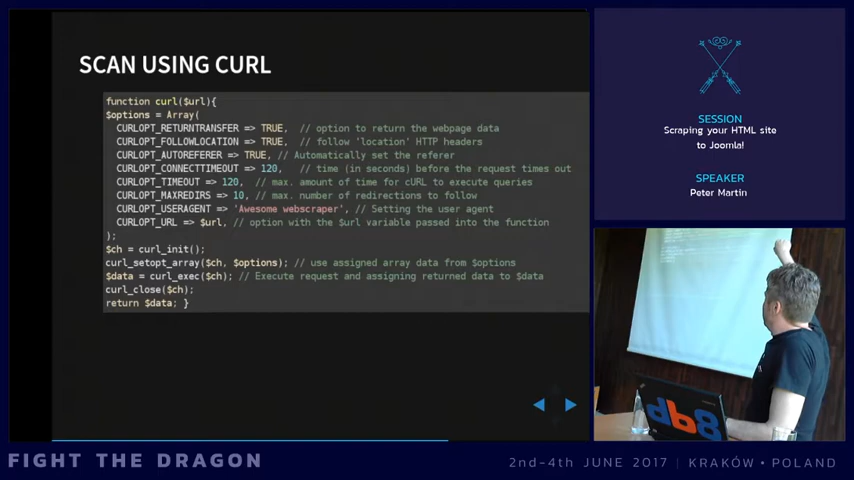 SCAN USING CURL
function curl($url){
$options = Array(
CURLOPT_RETURNTRANSFER => TRUE, // option to return the webpage data
CURLOPT_FOLLOWLOCATION => TRUE, // follow 'location' HTTP headers
CURLOPT_AUTOREFERER => TRUE, // Automatically set the referer
CURLOPT_CONNECTTIMEOUT => 120, // time (in seconds) before the request times out
CURLOPT_TIMEOUT => 120, // max. amount of time for cURL to execute queries
CURLOPT_MAXREDIRS => 10, // max. number of redirections to follow
CURLOPT_USERAGENT => 'Awesome webscraper', // Setting the user agent
CURLOPT_URL => $url, // option with the $url variable passed into the function
);
$ch = curl_init();
curl_setopt_array($ch, $options); // use assigned array data from $options
$data = curl_exec($ch); // Execute request and assigning returned data to $data
curl_close($ch);
return $data; }
SESSION
Scraping your HTML site
to Joomla!
SPEAKER
Peter Martin
db8
FIGHT THE DRAGON
2nd-4th JUNE 2017 | KRAKÓW • POLAND